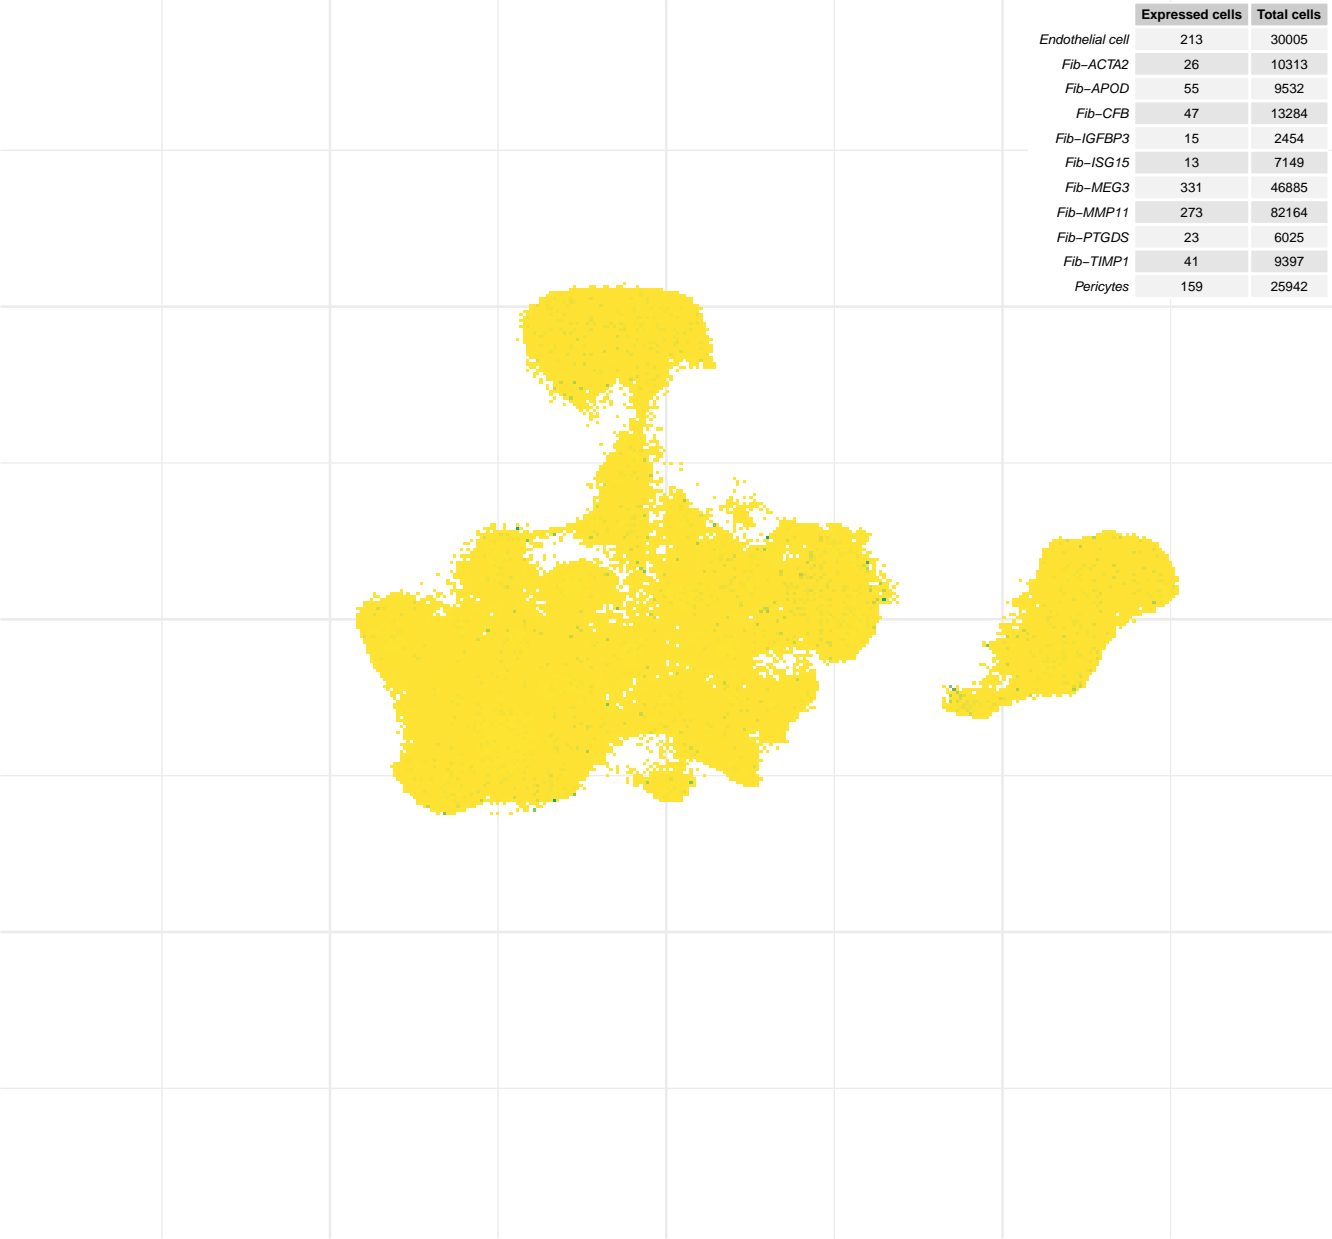 Expressed cells Total cells
Endothelial cell 213 30005
Fib−ACTA2 26 10313
Fib−APOD 55 9532
Fib−CFB 47 13284
Fib−IGFBP3 15 2454
Fib−ISG15 13 7149
Fib−MEG3 331 46885
Fib−MMP11 273 82164
Fib−PTGDS 23 6025
Fib−TIMP1 41 9397
Pericytes 159 25942